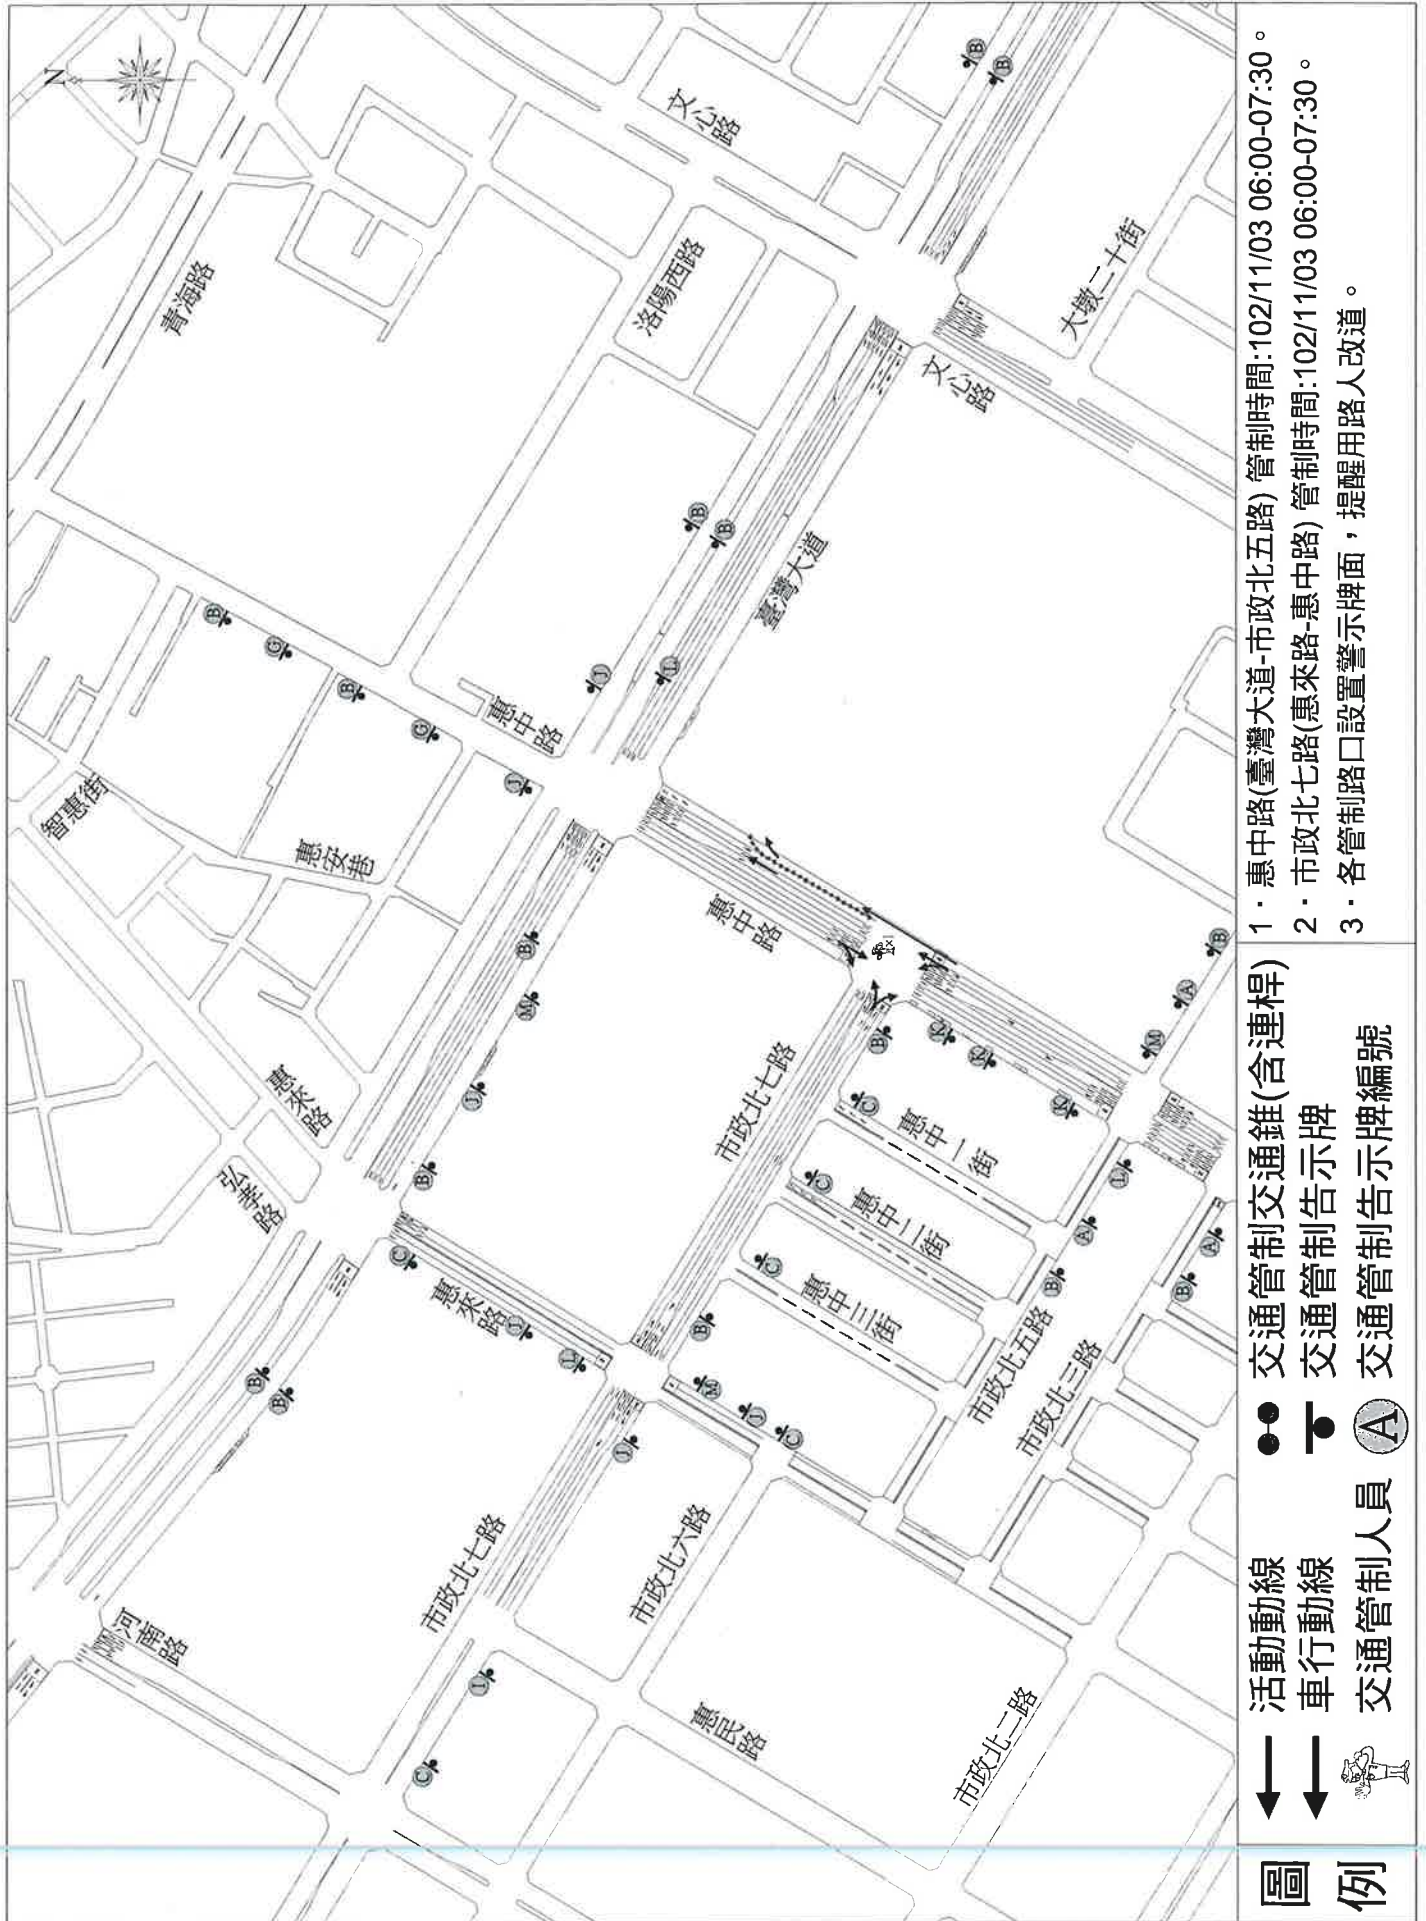 N
青海路
文心路
洛陽西路
大墩二十街
文心路
臺灣大道
惠中路
智惠街
惠安巷
惠中路
惠來路
弘孝路
惠來路
市政北七路
惠中一街
惠中二街
惠中三街
市政北五路
市政北三路
河南路
市政北七路
市政北六路
惠民路
市政北二路
B
B
B
B
J
L
B
G
B
G
J
B
M
J
B
C
J
L
B
B
J
I
C
B
K
K
K
C
C
C
B
M
J
C
L
A
B
A
B
M
A
B
x1
圖例
活動動線
車行動線
交通管制人員
交通管制交通錐(含連桿)
交通管制告示牌
A
交通管制告示牌編號
1．惠中路(臺灣大道-市政北五路) 管制時間:102/11/03 06:00-07:30。
2．市政北七路(惠來路-惠中路) 管制時間:102/11/03 06:00-07:30。
3．各管制路口設置警示牌面，提醒用路人改道。